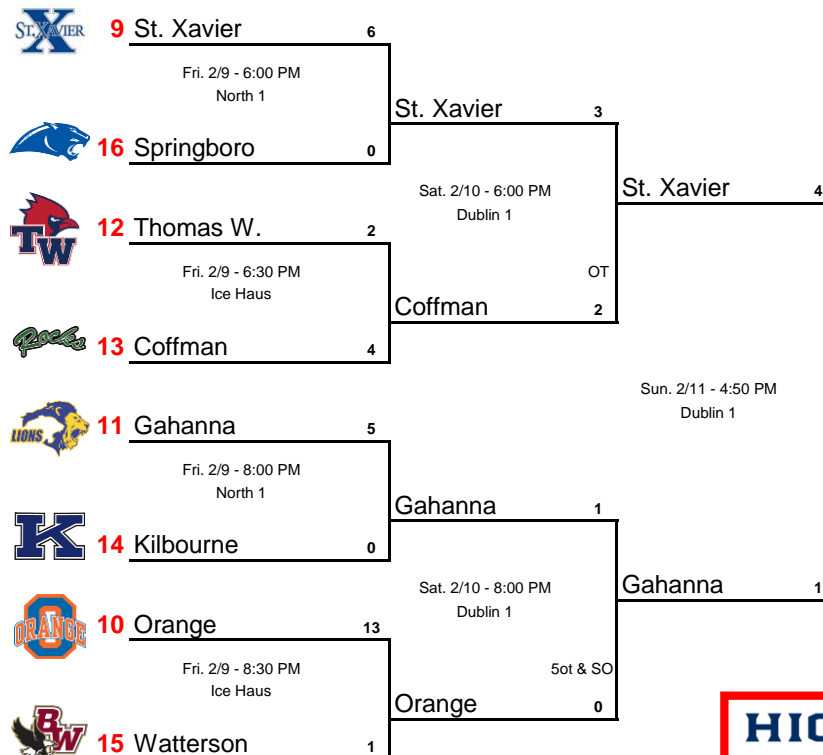 ST. XAVIER
9 St. Xavier 6
Fri. 2/9 - 6:00 PM
North 1
St. Xavier 3
16 Springboro 0
Sat. 2/10 - 6:00 PM
Dublin 1
St. Xavier 4
TW
12 Thomas W. 2
Fri. 2/9 - 6:30 PM
Ice Haus
OT
Coffman 2
Rocks
13 Coffman 4
Sun. 2/11 - 4:50 PM
Dublin 1
LIONS
11 Gahanna 5
Fri. 2/9 - 8:00 PM
North 1
Gahanna 1
K
14 Kilbourne 0
Sat. 2/10 - 8:00 PM
Dublin 1
Gahanna 1
ORANGE
10 Orange 13
Fri. 2/9 - 8:30 PM
Ice Haus
5ot & SO
Orange 0
BW
15 Watterson 1